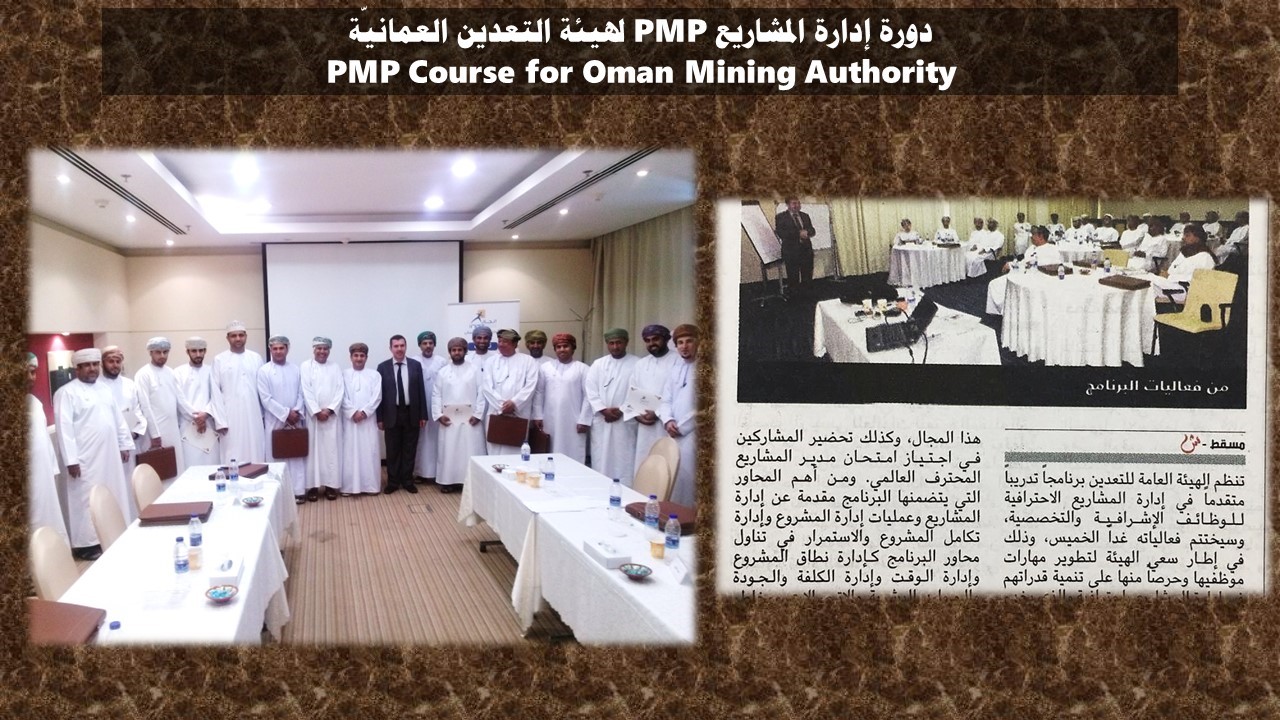 دورة إدارة المشاريع PMP لهيئة التعدين العمانيّة
PMP Course for Oman Mining Authority
من فعاليات البرنامج
مسقط - ش
تنظم الهيئة العامة للتعدين برنامجاً تدريباً
متقدماً في إدارة المشاريع الاحترافية
للوظائف الإشرافية والتخصصية،
وسيختتم فعالياته غداً الخميس، وذلك
في إطار سعي الهيئة لتطوير مهارات
موظفيها وحرصاً منها على تنمية قدراتهم
هذا المجال، وكذلك تحضير المشاركين
في اجتياز امتحان مدير المشاريع
المحترف العالمي. ومن أهم المحاور
التي يتضمنها البرنامج مقدمة عن إدارة
المشاريع وعمليات إدارة المشروع وإدارة
تكامل المشروع والاستمرار في تناول
محاور البرنامج كإدارة نطاق المشروع
وإدارة الوقت وإدارة الكلفة والجودة